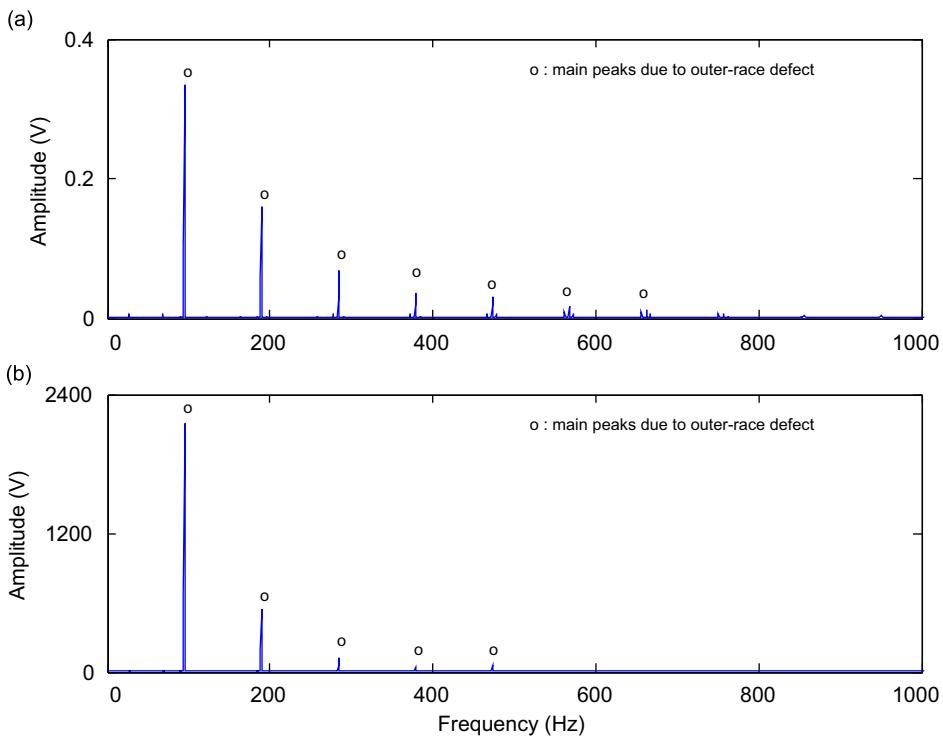 (a)
0.4
o : main peaks due to outer-race defect
o
0.2
o
o
o
o
o
o
Amplitude (V)
0
0 200 400 600 800 1000
(b)
2400
o
o : main peaks due to outer-race defect
1200
o
o
o
o
Amplitude (V)
0
0 200 400 600 800 1000
Frequency (Hz)